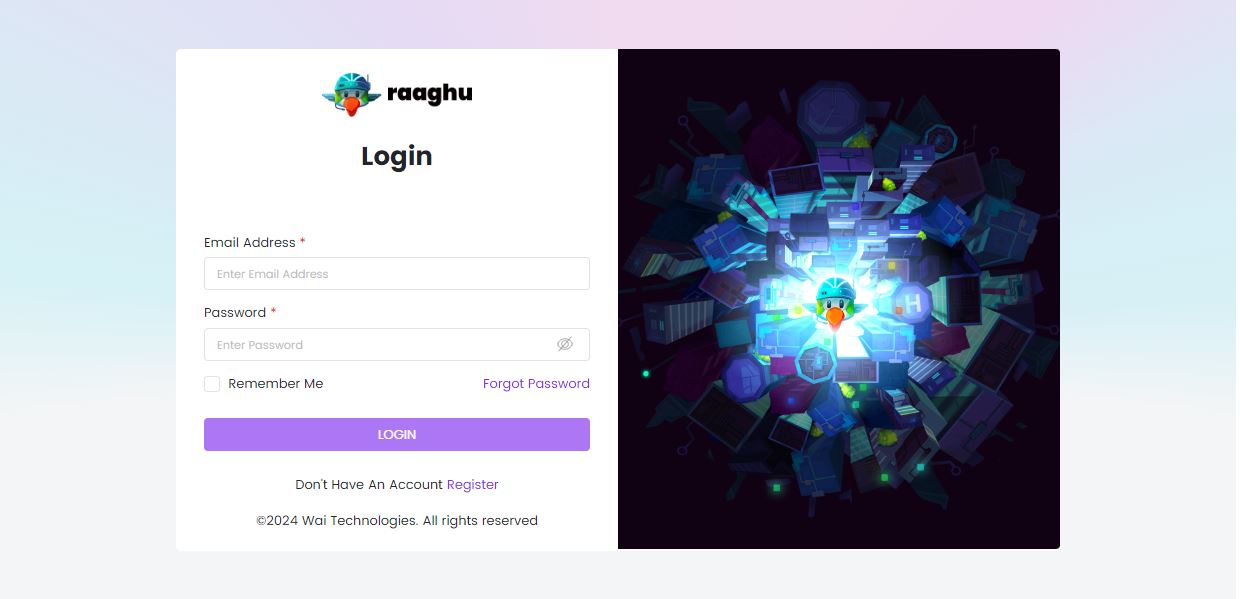 raaghu
Login
Email Address *
Enter Email Address
Password *
Enter Password
Remember Me Forgot Password
LOGIN
Don't Have An Account Register
©2024 Wai Technologies. All rights reserved
H